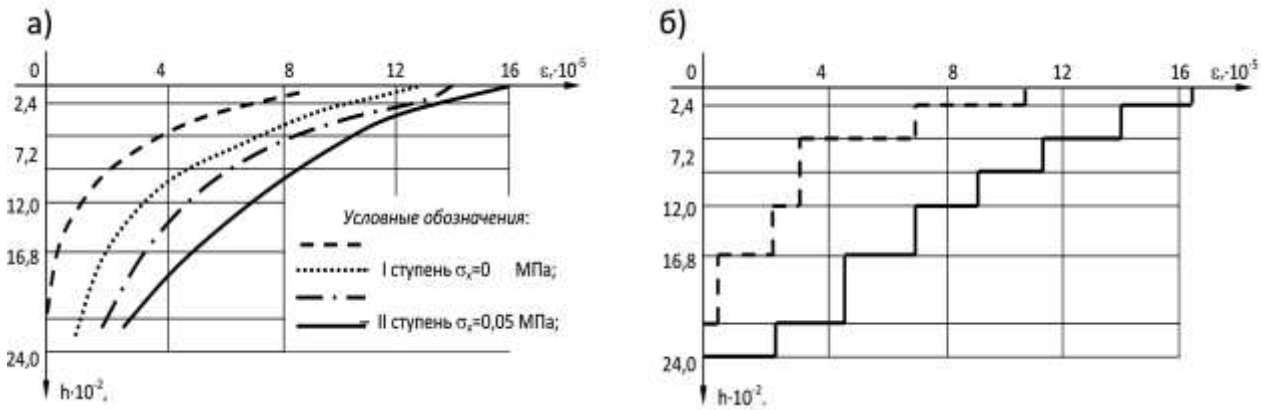 а)
0 4 8 12 16 εᵣ·10⁻⁵
2,4
7,2
12,0
16,8
24,0
h·10⁻².
Условные обозначения:
I ступень σₓ=0 МПа;
II ступень σₓ=0,05 МПа;
б)
0 4 8 12 16 εᵣ·10⁻⁵
2,4
7,2
12,0
16,8
24,0
h·10⁻².